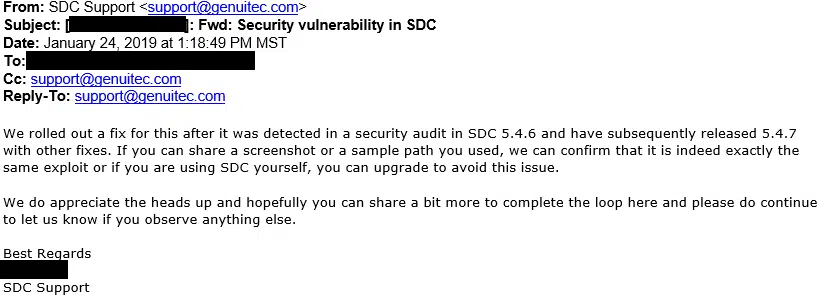 From: SDC Support <support@genuitec.com>
Subject: [ ]: Fwd: Security vulnerability in SDC
Date: January 24, 2019 at 1:18:49 PM MST
To:
Cc: support@genuitec.com
Reply-To: support@genuitec.com
We rolled out a fix for this after it was detected in a security audit in SDC 5.4.6 and have subsequently released 5.4.7
with other fixes. If you can share a screenshot or a sample path you used, we can confirm that it is indeed exactly the
same exploit or if you are using SDC yourself, you can upgrade to avoid this issue.
We do appreciate the heads up and hopefully you can share a bit more to complete the loop here and please do continue
to let us know if you observe anything else.
Best Regards
SDC Support